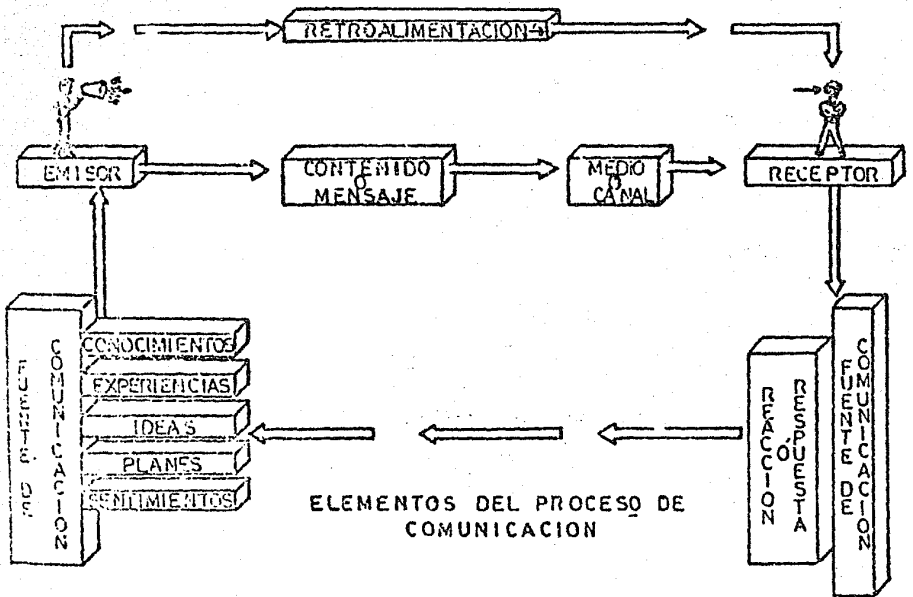 RETROALIMENTACION
EMISOR
CONTENIDO
O
MENSAJE
MEDIO
O
CANAL
RECEPTOR
FUENTE DE
COMUNICACION
CONOCIMIENTOS
EXPERIENCIAS
IDEAS
PLANES
SENTIMIENTOS
REACCION
Ó
RESPUESTA
FUENTE DE
COMUNICACION
ELEMENTOS DEL PROCESO DE
COMUNICACION